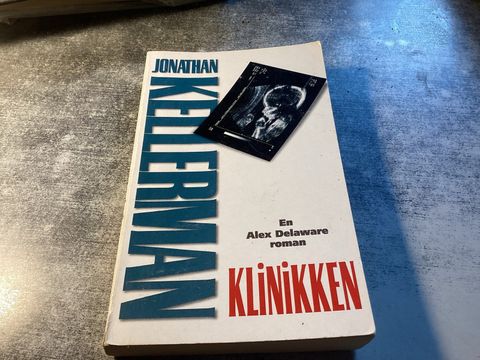 JONATHAN
KELLERMAN
En
Alex Delaware
roman
KLiNiKKEN